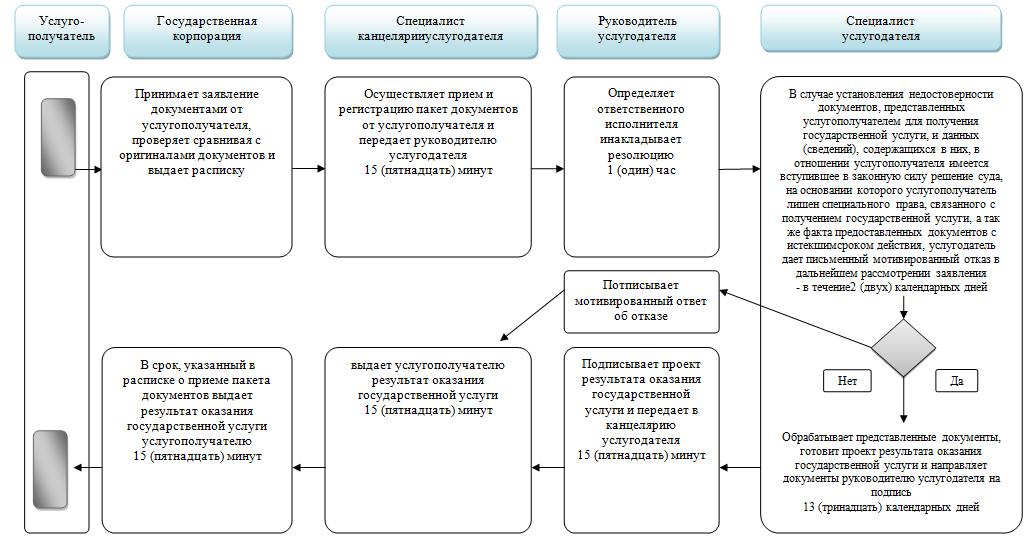 Услуго-
получатель
Государственная
корпорация
Специалист
канцелярииуслугодателя
Руководитель
услугодателя
Специалист
услугодателя
Принимает заявление
документами от
услугополучателя,
проверяет сравнивая с
оригиналами документов и
выдает расписку
Осуществляет прием и
регистрацию пакет документов
от услугополучателя и
передает руководителю
услугодателя
15 (пятнадцать) минут
Определяет
ответственного
исполнителя
инакладывает
резолюцию
1 (один) час
В случае установления недостоверности
документов, представленных
услугополучателем для получения
государственной услуги, и данных
(сведений), содержащихся в них, в
отношении услугополучателя имеется
вступившее в законную силу решение суда,
на основании которого услугополучатель
лишен специального права, связанного с
получением государственной услуги, а так
же факта предоставленных документов с
истекшимсроком действия, услугодатель
дает письменный мотивированный отказ в
дальнейшем рассмотрении заявления
- в течение2 (двух) календарных дней
Потписывает
мотивированный ответ
об отказе
Нет
Да
В срок, указанный в
расписке о приеме пакета
документов выдает
результат оказания
государственной услуги
услугополучателю
15 (пятнадцать) минут
выдает услугополучателю
результат оказания
государственной услуги
15 (пятнадцать) минут
Подписывает проект
результата оказания
государственной
услуги и передает в
канцелярию
услугодателя
15 (пятнадцать) минут
Обрабатывает представленные документы,
готовит проект результата оказания
государственной услуги и направляет
документы руководителю услугодателя на
подпись
13 (тринадцать) календарных дней